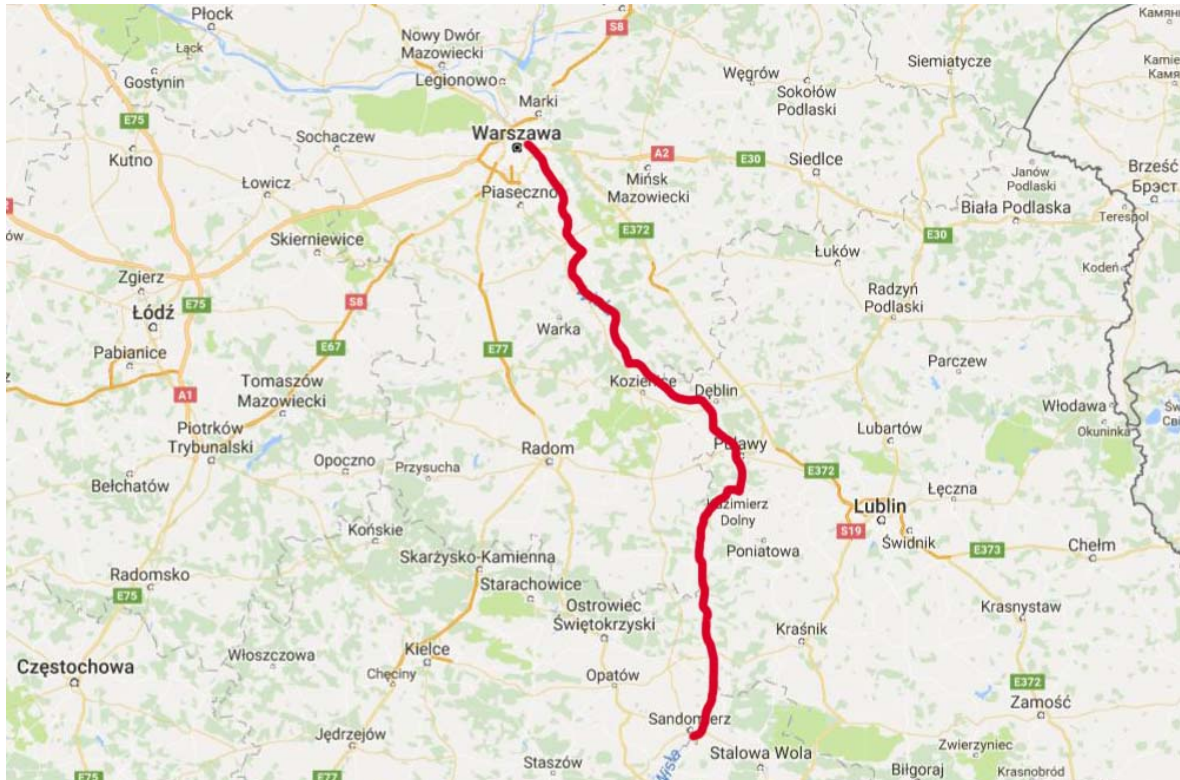 Płock
Nowy Dwór
Mazowiecki
S8
Камянн
Łąck
Siemiatycze
Legionowo
Węgrów
Sokołów
Podlaski
Gostynin
Marki
E75
Sochaczew
Warszawa
A2
Kutno
E30
Siedlce
Janów
Podlaski
Brześć
Брэст
Łowicz
Piaseczno
Mińsk
Mazowiecki
Biała Podlaska
Terespol
Skierniewice
E372
E30
Łuków
Kodeń
Zgierz
E75
S8
Radzyń
Podlaski
Łódź
Warka
Pabianice
E67
E77
Parczew
Kozienice
Dęblin
A1
Tomaszów
Mazowiecki
Włodawa
Okuninka
Piotrków
Trybunalski
Radom
Puławy
Lubartów
Opoczno
Przysucha
E372
Bełchatów
Łęczna
Kazimierz
Dolny
Lublin
Końskie
S19
Świdnik
Poniatowa
E373
Chełm
Skarżysko-Kamienna
Radomsko
Starachowice
E75
Ostrowiec
Świętokrzyski
Krasnystaw
Kraśnik
Kielce
Włoszczowa
Częstochowa
Chęciny
Opatów
E372
Zamość
Sandomierz
Jędrzejów
Stalowa Wola
Zwierzyniec
Staszów
Wisła
E75
E77
Biłgoraj
Krasnobród